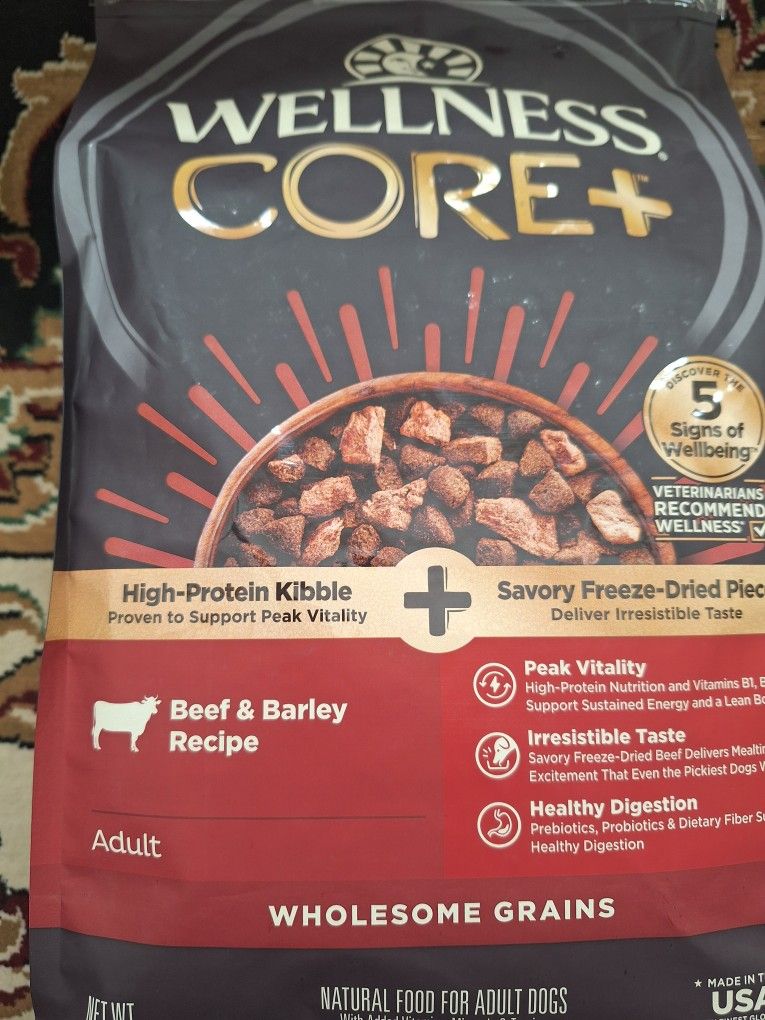 WELLNESS®
CORE+™
DISCOVER THE
5
Signs of
Wellbeing™
VETERINARIANS
RECOMMEND
WELLNESS®
High-Protein Kibble
Proven to Support Peak Vitality
+
Savory Freeze-Dried
Deliver Irresistible Taste
Beef & Barley
Recipe
Adult
Peak Vitality
High-Protein Nutrition and Vitamins B1,
Support Sustained Energy and a Lean
Irresistible Taste
Savory Freeze-Dried Beef Delivers
Excitement That Even the Pickiest Dogs
Healthy Digestion
Prebiotics, Probiotics & Dietary Fiber
Healthy Digestion
WHOLESOME GRAINS
NET WT
NATURAL FOOD FOR ADULT DOGS
MADE IN
USA